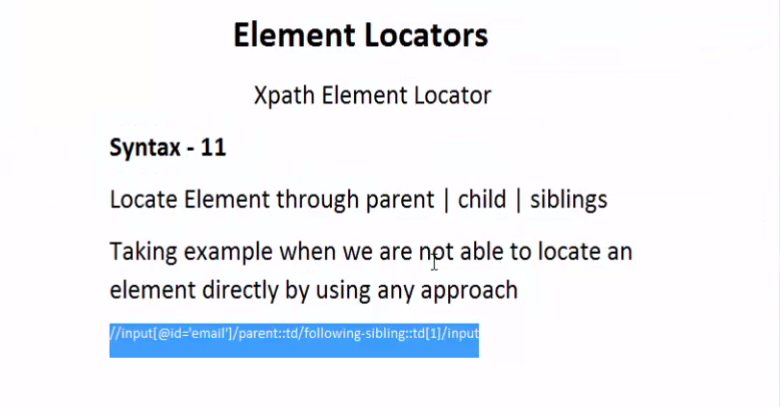 Element Locators
Xpath Element Locator
Syntax - 11
Locate Element through parent | child | siblings
Taking example when we are not able to locate an
element directly by using any approach
//input[@id='email']/parent::td/following-sibling::td[1]/input